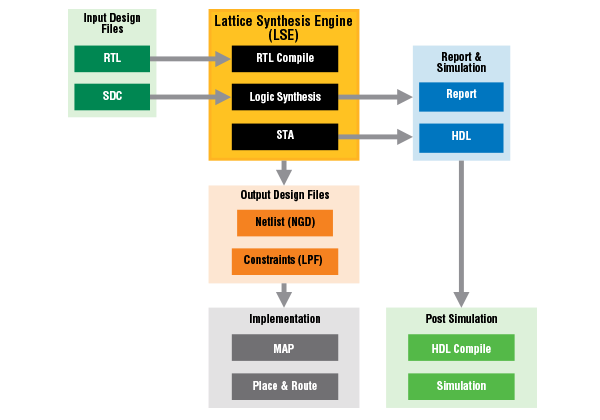 Input Design
Files
RTL
SDC
Lattice Synthesis Engine
(LSE)
RTL Compile
Logic Synthesis
STA
Report &
Simulation
Report
HDL
Output Design Files
Netlist (NGD)
Constraints (LPF)
Implementation
MAP
Place & Route
Post Simulation
HDL Compile
Simulation